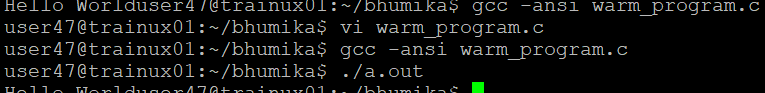 Hello Worlduser47@trainux01:~/bhumika$ gcc -ansi warm_program.c
user47@trainux01:~/bhumika$ vi warm_program.c
user47@trainux01:~/bhumika$ gcc -ansi warm_program.c
user47@trainux01:~/bhumika$ ./a.out
Hello Worlduser47@trainux01:~/bhumika$